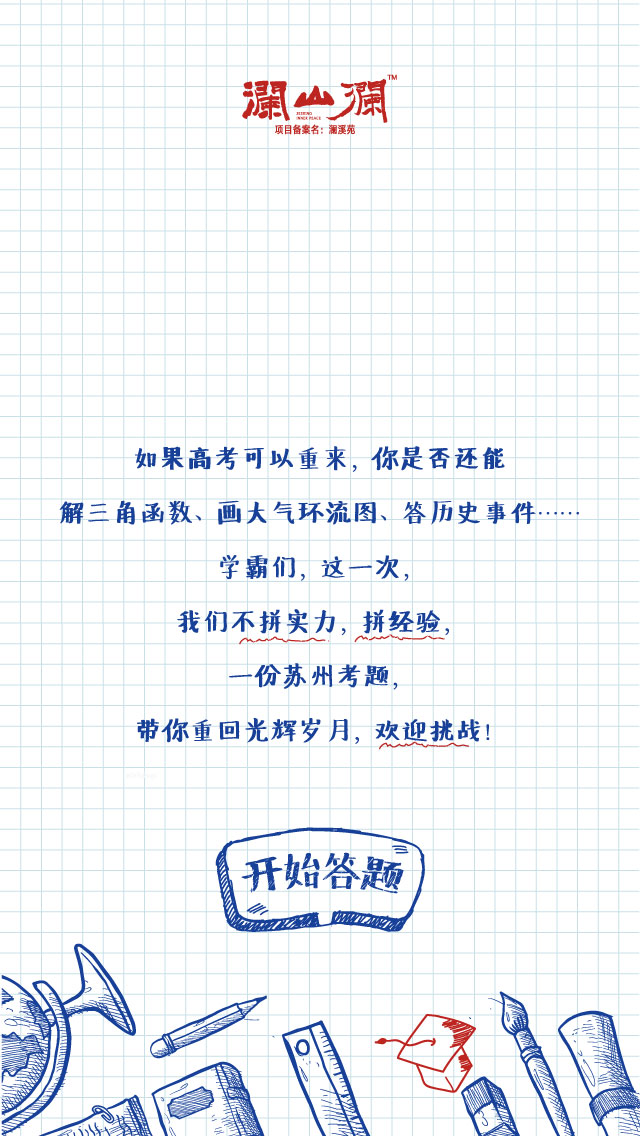 澜山澜™
项目备案名：澜溪苑
如果高考可以重来，你是否还能
解三角函数、画大气环流图、答历史事件……
学霸们，这一次，
我们不拼实力，拼经验，
一份苏州考题，
带你重回光辉岁月，欢迎挑战！
开始答题